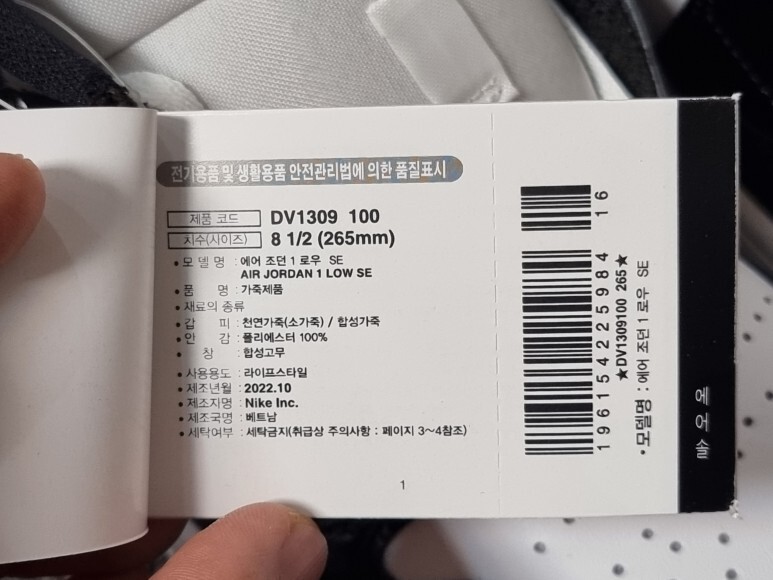 전기용품 및 생활용품 안전관리법에 의한 품질표시
제품 코드 DV1309 100
치수(사이즈) 8 1/2 (265mm)
• 모 델 명 : 에어 조던 1 로우 SE
AIR JORDAN 1 LOW SE
• 품 명 : 가죽제품
• 재료의 종류
• 갑 피 : 천연가죽(소가죽) / 합성가죽
• 안 감 : 폴리에스터 100%
• 창 : 합성고무
• 사용용도 : 라이프스타일
• 제조년월 : 2022.10
• 제조자명 : Nike Inc.
• 제조국명 : 베트남
• 세탁여부 : 세탁금지(취급상 주의사항 : 페이지 3~4참조)
1
196154225984 16
★DV1309100 265★
• 모델명 : 에어 조던 1 로우 SE
에어솔